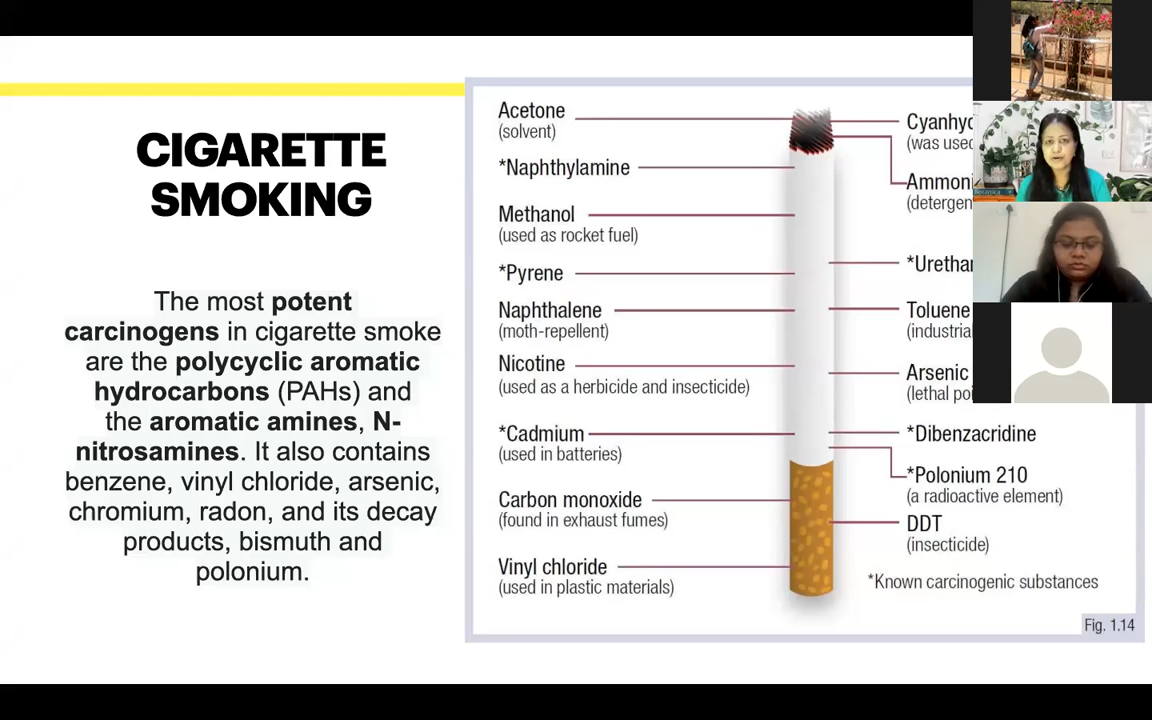 CIGARETTE
SMOKING
The most potent
carcinogens in cigarette smoke
are the polycyclic aromatic
hydrocarbons (PAHs) and
the aromatic amines, N-
nitrosamines. It also contains
benzene, vinyl chloride, arsenic,
chromium, radon, and its decay
products, bismuth and
polonium.
Acetone
(solvent)
*Naphthylamine
Methanol
(used as rocket fuel)
*Pyrene
Naphthalene
(moth-repellent)
Nicotine
(used as a herbicide and insecticide)
*Cadmium
(used in batteries)
Carbon monoxide
(found in exhaust fumes)
Vinyl chloride
(used in plastic materials)
(was
Toluene
Arsenic
(lethal
*Dibenzacridine
*Polonium 210
(a radioactive element)
DDT
(insecticide)
*Known carcinogenic substances
Fig. 1.14